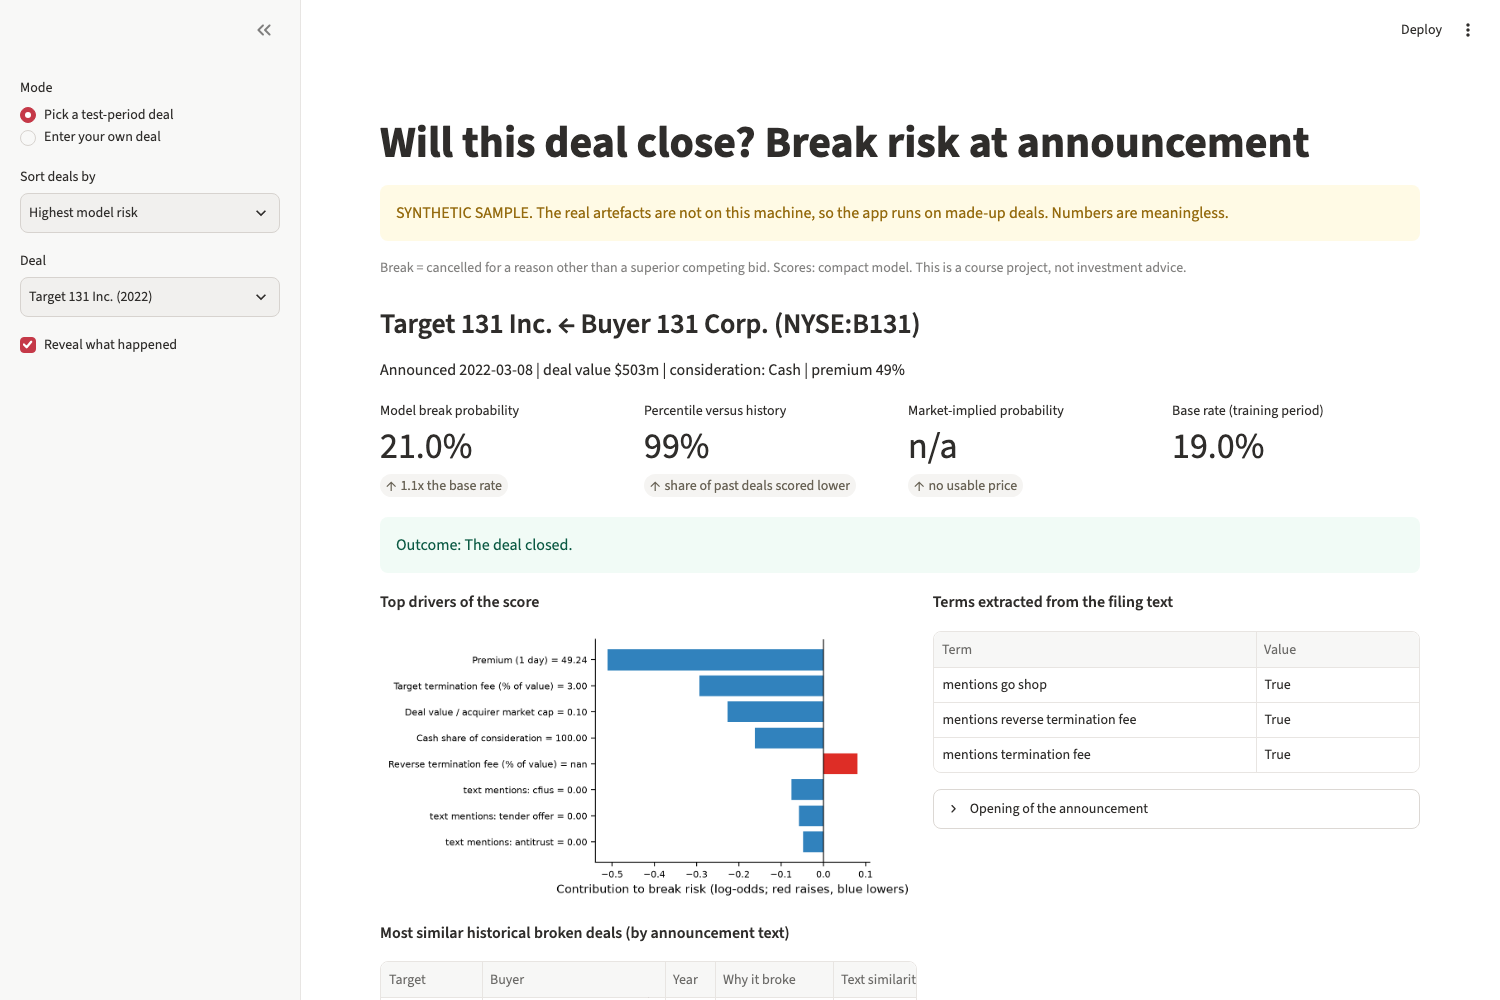 Deploy
Mode
Pick a test-period deal
Enter your own deal
Sort deals by
Highest model risk
Deal
Target 131 Inc. (2022)
Reveal what happened
Will this deal close? Break risk at announcement
SYNTHETIC SAMPLE. The real artefacts are not on this machine, so the app runs on made-up deals. Numbers are meaningless.
Break = cancelled for a reason other than a superior competing bid. Scores: compact model. This is a course project, not investment advice.
Target 131 Inc. ← Buyer 131 Corp. (NYSE:B131)
Announced 2022-03-08 | deal value $503m | consideration: Cash | premium 49%
Model break probability
21.0%
↑ 1.1x the base rate
Percentile versus history
99%
↑ share of past deals scored lower
Market-implied probability
n/a
↑ no usable price
Base rate (training period)
19.0%
Outcome: The deal closed.
Top drivers of the score
Premium (1 day) = 49.24
Target termination fee (% of value) = 3.00
Deal value / acquirer market cap = 0.10
Cash share of consideration = 100.00
Reverse termination fee (% of value) = nan
text mentions: cfius = 0.00
text mentions: tender offer = 0.00
text mentions: antitrust = 0.00
−0.5 −0.4 −0.3 −0.2 −0.1 0.0 0.1
Contribution to break risk (log-odds; red raises, blue lowers)
Terms extracted from the filing text
Term Value
mentions go shop True
mentions reverse termination fee True
mentions termination fee True
Opening of the announcement
Most similar historical broken deals (by announcement text)
Target Buyer Year Why it broke Text similarit